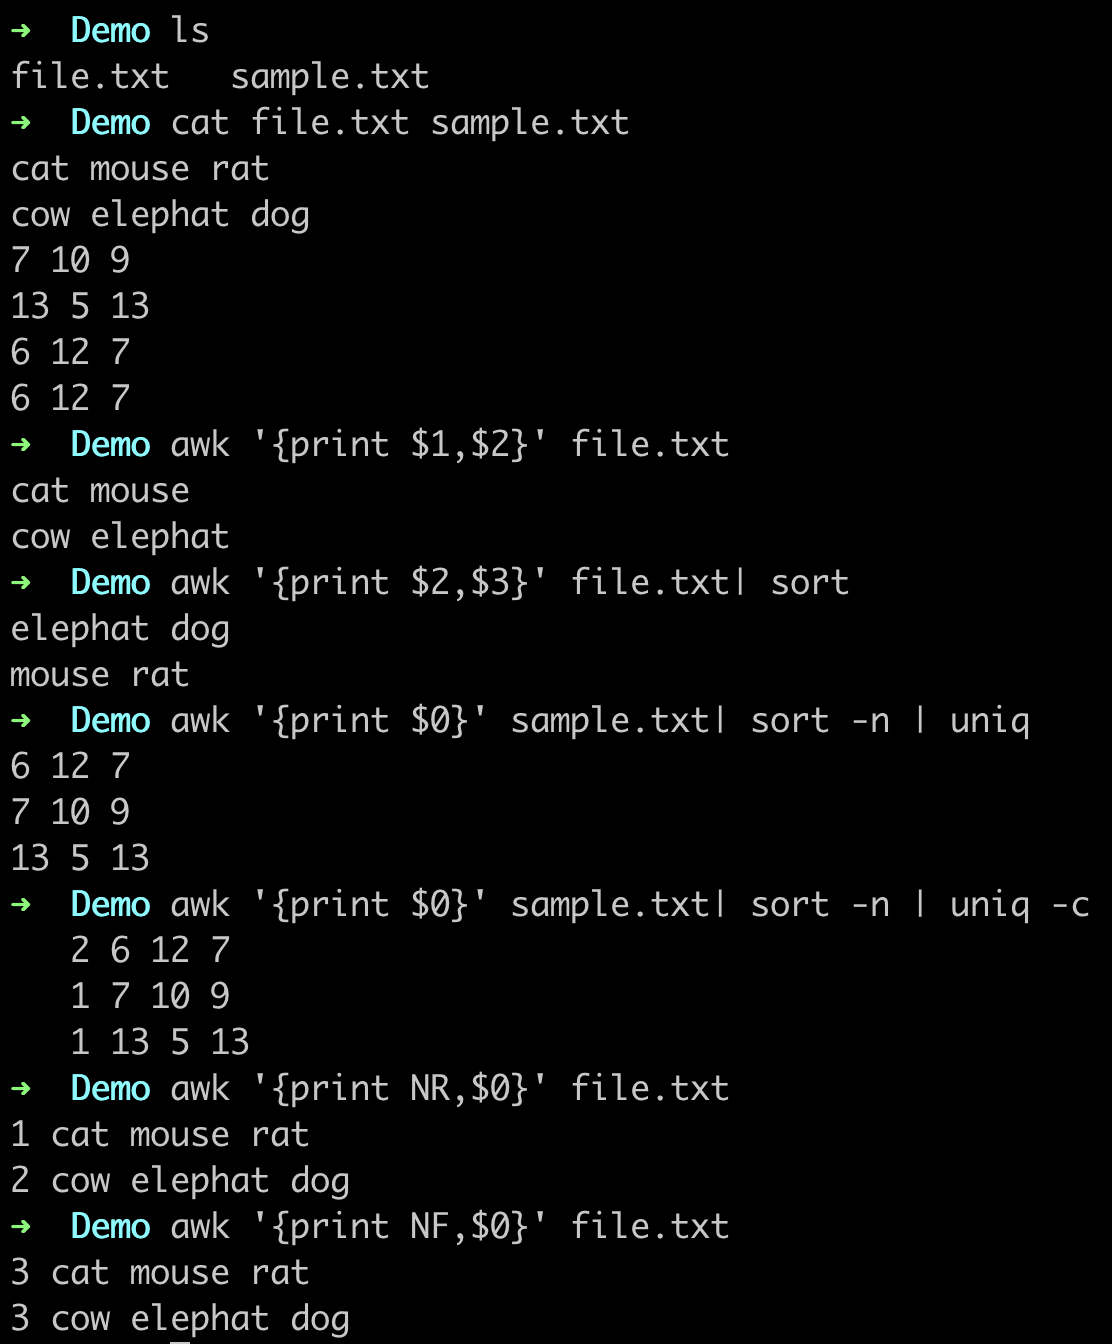 ➜  Demo ls
file.txt   sample.txt
➜  Demo cat file.txt sample.txt
cat mouse rat
cow elephat dog
7 10 9
13 5 13
6 12 7
6 12 7
➜  Demo awk '{print $1,$2}' file.txt
cat mouse
cow elephat
➜  Demo awk '{print $2,$3}' file.txt| sort
elephat dog
mouse rat
➜  Demo awk '{print $0}' sample.txt| sort -n | uniq
6 12 7
7 10 9
13 5 13
➜  Demo awk '{print $0}' sample.txt| sort -n | uniq -c
   2 6 12 7
   1 7 10 9
   1 13 5 13
➜  Demo awk '{print NR,$0}' file.txt
1 cat mouse rat
2 cow elephat dog
➜  Demo awk '{print NF,$0}' file.txt
3 cat mouse rat
3 cow elephat dog